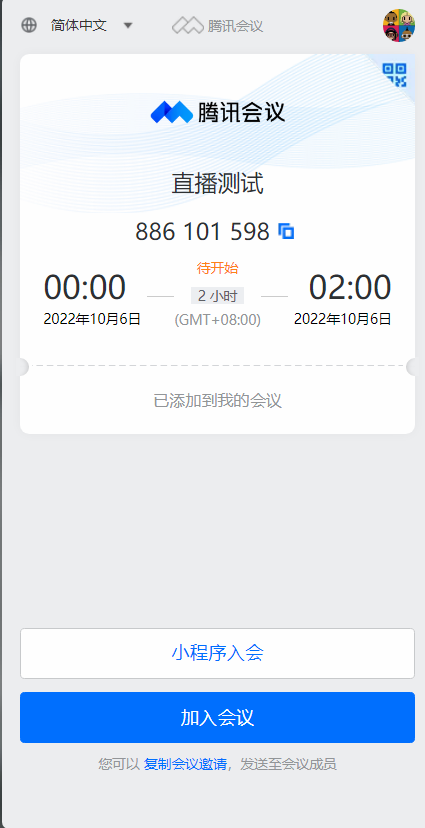 简体中文 腾讯会议
腾讯会议
直播测试
886 101 598
待开始
00:00 2 小时 02:00
2022年10月6日 (GMT+08:00) 2022年10月6日
已添加到我的会议
小程序入会
加入会议
您可以 复制会议邀请，发送至会议成员